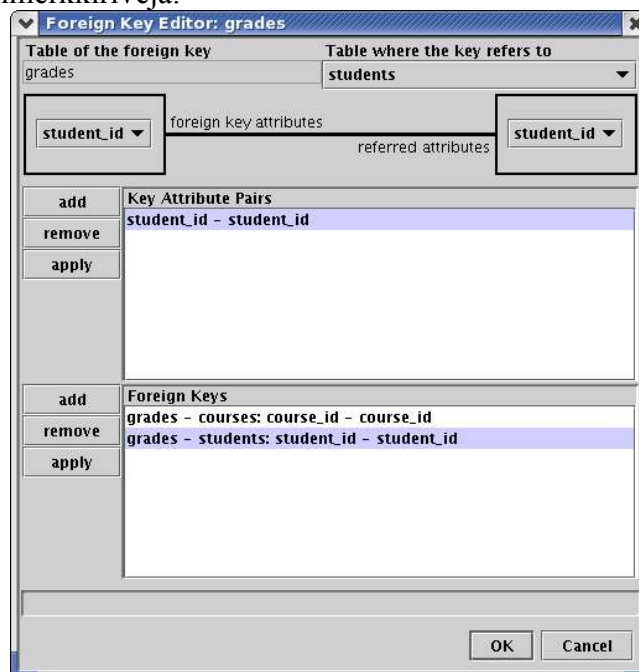 Foreign Key Editor: grades
Table of the foreign key Table where the key refers to
grades students
student_id foreign key attributes student_id
referred attributes
add Key Attribute Pairs
remove student_id - student_id
apply
add Foreign Keys
grades - courses: course_id - course_id
remove grades - students: student_id - student_id
apply
OK Cancel